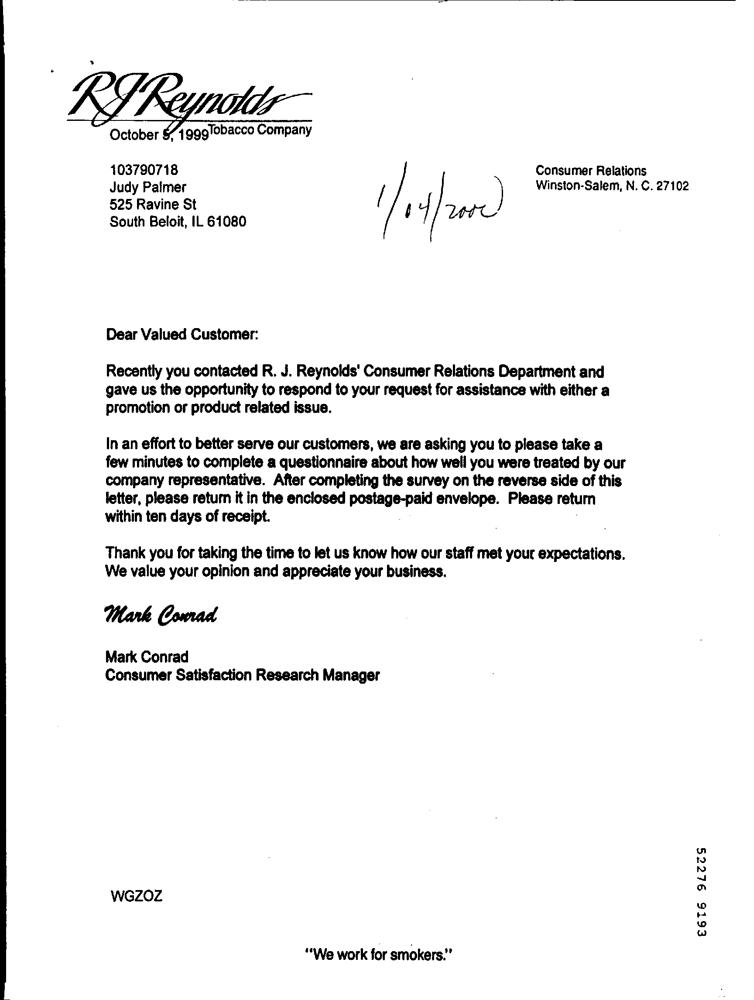 RJReynolds
Tobacco Company
October 5, 1999
103790718
Judy Palmer
525 Ravine St
South Beloit, IL 61080
1/04/2000
Consumer Relations
Winston-Salem, N. C. 27102
Dear Valued Customer:
Recently you contacted R. J. Reynolds' Consumer Relations Department and
gave us the opportunity to respond to your request for assistance with either a
promotion or product related issue.
In an effort to better serve our customers, we are asking you to please take a
few minutes to complete a questionnaire about how well you were treated by our
company representative. After completing the survey on the reverse side of this
letter, please return it in the enclosed postage-paid envelope. Please return
within ten days of receipt.
Thank you for taking the time to let us know how our staff met your expectations.
We value your opinion and appreciate your business.
Mark Conrad
Mark Conrad
Consumer Satisfaction Research Manager
WGZOZ
52276 9193
"We work for smokers."